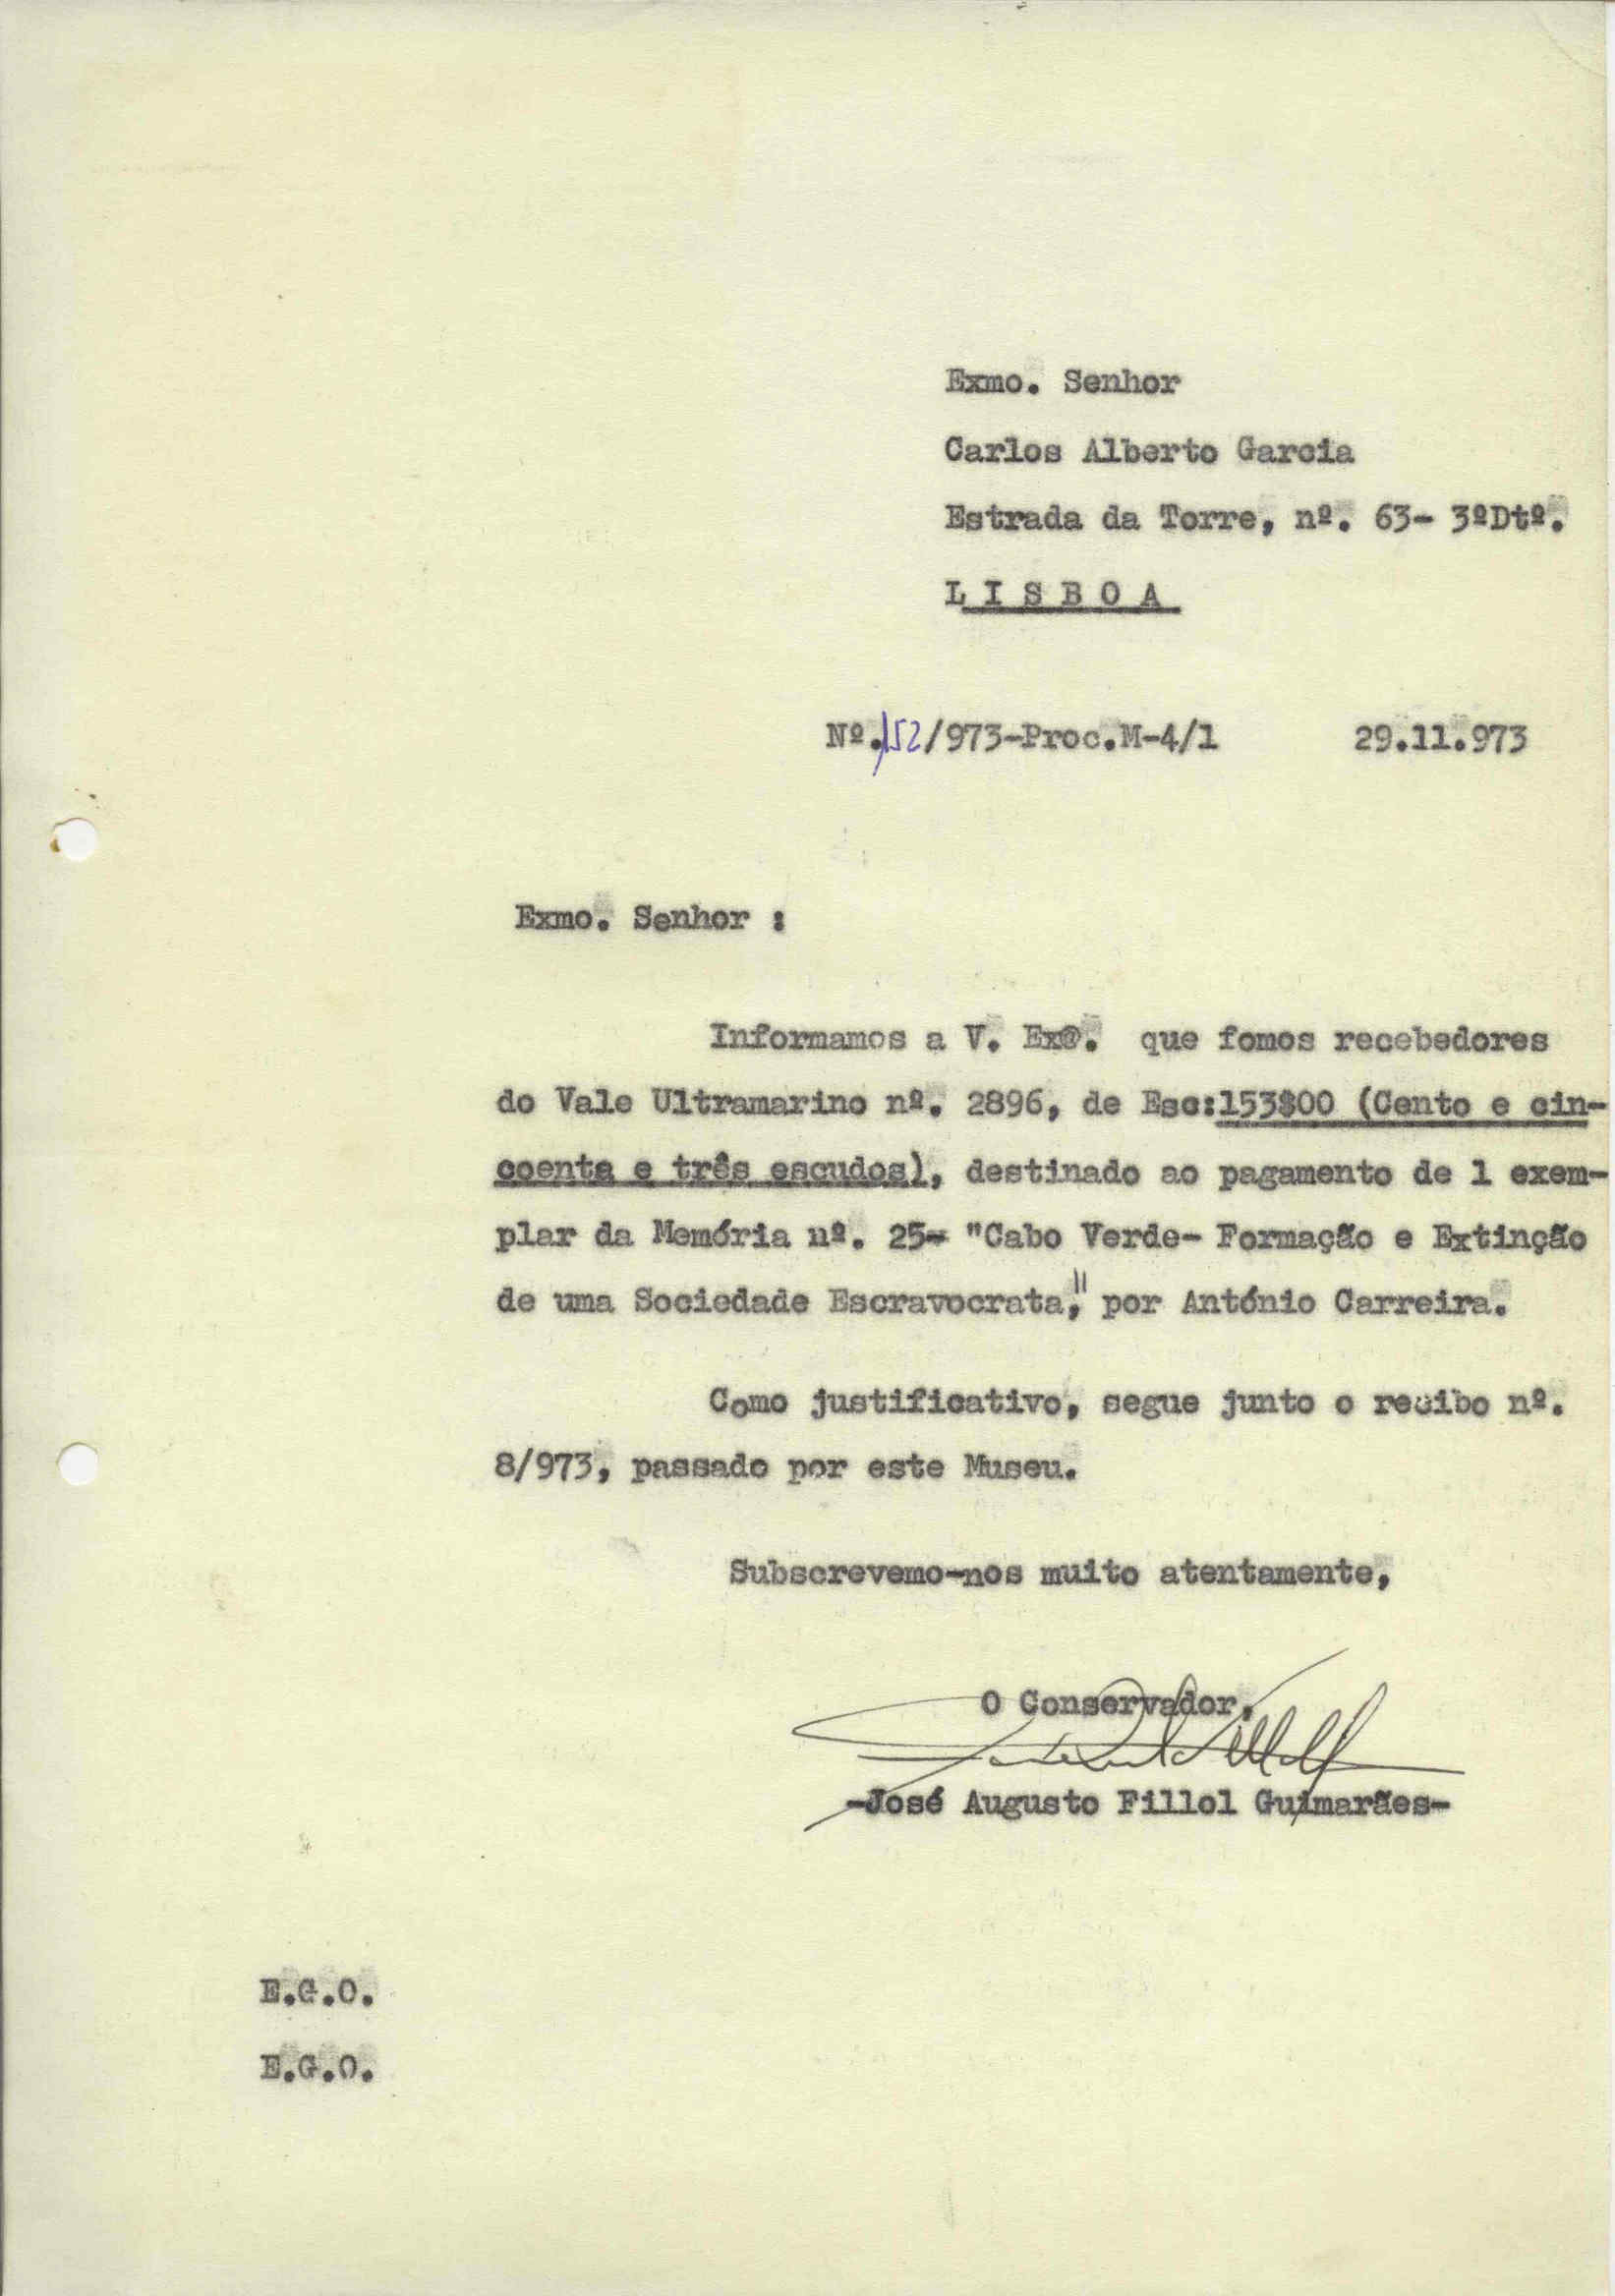 Exmo. Senhor
Carlos Alberto Garcia
Estrada da Torre, nº. 63- 3ºDtº.
L I S B O A
Nº.152/973-Proc.M-4/1 29.11.973
Exmo. Senhor :
Informamos a V. Exª. que fomos recebedores
do Vale Ultramarino nº. 2896, de Esc:153$00 (Cento e cin-
coenta e três escudos), destinado ao pagamento de 1 exem-
plar da Memória nº. 25- "Cabo Verde- Formação e Extinção
de uma Sociedade Escravocrata," por António Carreira.
Como justificativo, segue junto o recibo nº.
8/973, passado por este Museu.
Subscrevemo-nos muito atentamente,
O Conservador,
-José Augusto Fillol Guimarães-
E.G.O.
E.G.O.